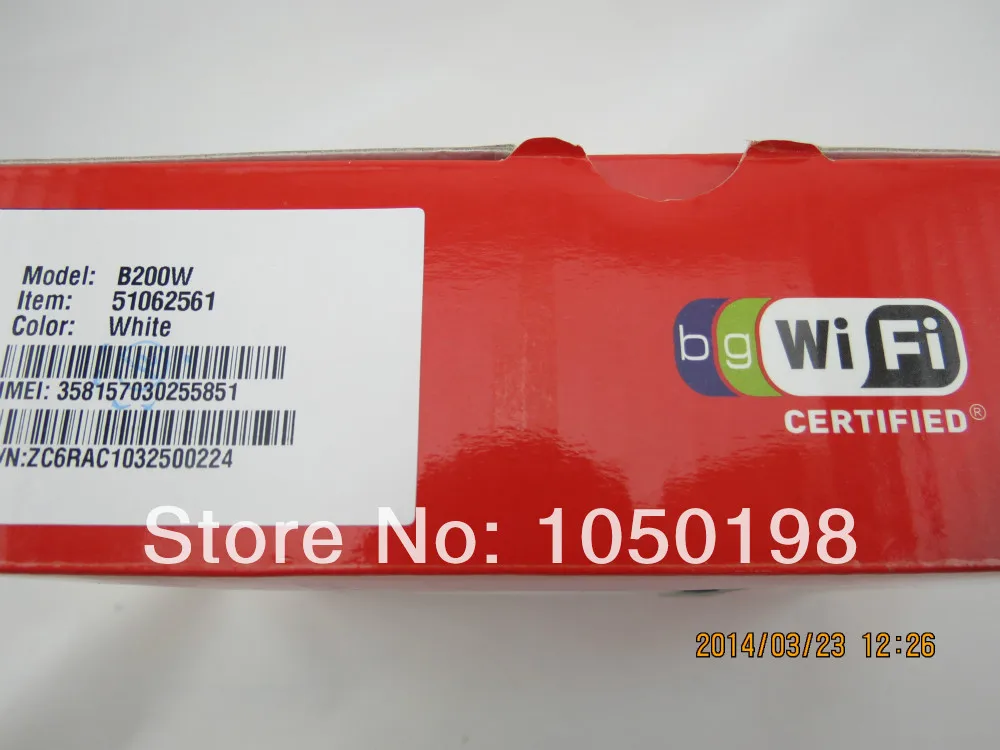 Model: B200W
Item: 51062561
Color: White
IMEI: 358157030255851
/N:ZC6RAC1032500224
b g Wi Fi
CERTIFIED®
Store No: 1050198
2014/03/23 12:26